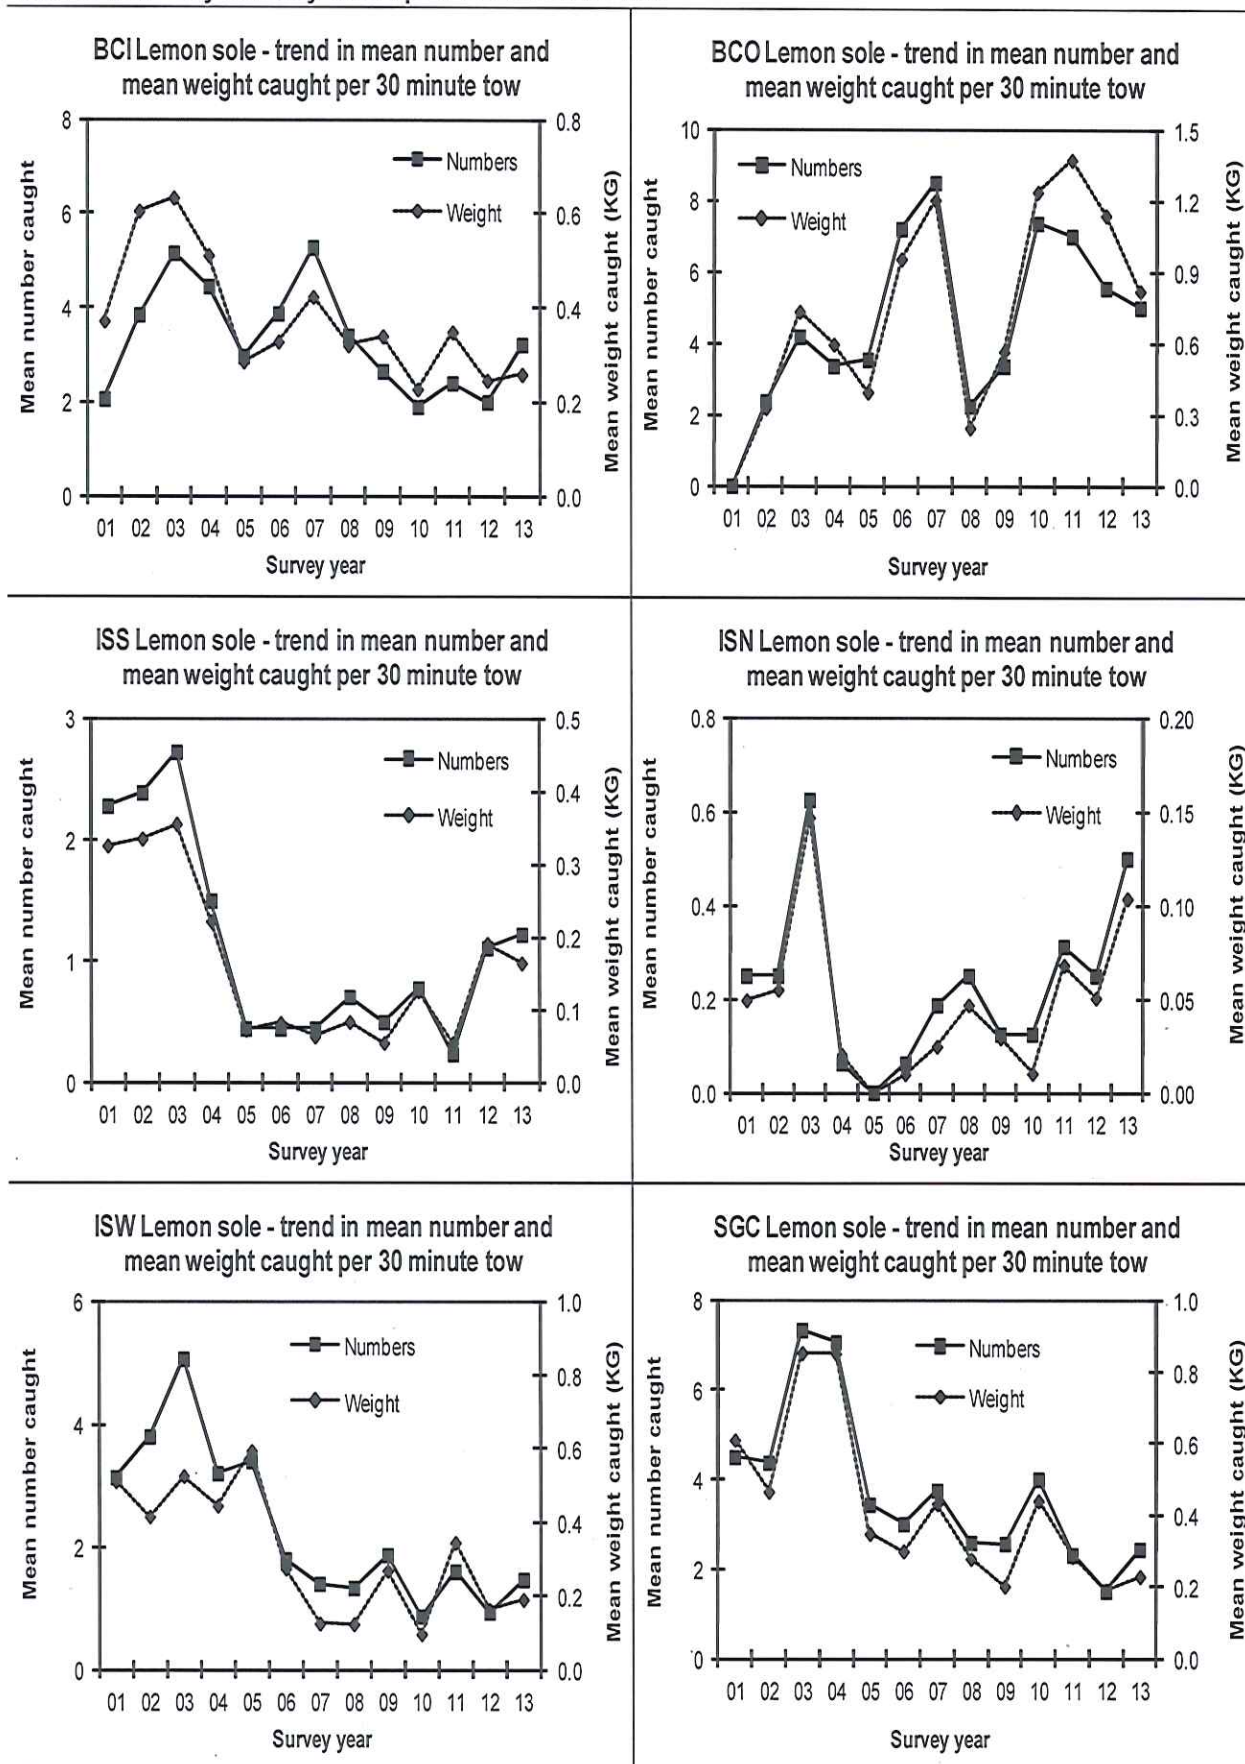 BCI Lemon sole - trend in mean number and
mean weight caught per 30 minute tow
8
6
4
2
0
0.8
0.6
0.4
0.2
0.0
Mean number caught
Mean weight caught (KG)
Numbers
Weight
01 02 03 04 05 06 07 08 09 10 11 12 13
Survey year
BCO Lemon sole - trend in mean number and
mean weight caught per 30 minute tow
10
8
6
4
2
0
1.5
1.2
0.9
0.6
0.3
0.0
Mean number caught
Mean weight caught (KG)
Numbers
Weight
01 02 03 04 05 06 07 08 09 10 11 12 13
Survey year
ISS Lemon sole - trend in mean number and
mean weight caught per 30 minute tow
3
2
1
0
0.5
0.4
0.3
0.2
0.1
0.0
Mean number caught
Mean weight caught (KG)
Numbers
Weight
01 02 03 04 05 06 07 08 09 10 11 12 13
Survey year
ISN Lemon sole - trend in mean number and
mean weight caught per 30 minute tow
0.8
0.6
0.4
0.2
0.0
0.20
0.15
0.10
0.05
0.00
Mean number caught
Mean weight caught (KG)
Numbers
Weight
01 02 03 04 05 06 07 08 09 10 11 12 13
Survey year
ISW Lemon sole - trend in mean number and
mean weight caught per 30 minute tow
6
4
2
0
1.0
0.8
0.6
0.4
0.2
0.0
Mean number caught
Mean weight caught (KG)
Numbers
Weight
01 02 03 04 05 06 07 08 09 10 11 12 13
Survey year
SGC Lemon sole - trend in mean number and
mean weight caught per 30 minute tow
8
6
4
2
0
1.0
0.8
0.6
0.4
0.2
0.0
Mean number caught
Mean weight caught (KG)
Numbers
Weight
01 02 03 04 05 06 07 08 09 10 11 12 13
Survey year